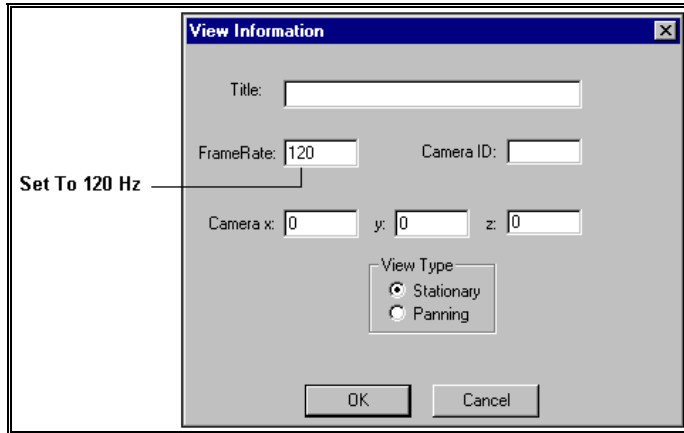 View Information
Title:
FrameRate: 120 Camera ID:
Set To 120 Hz
Camera x: 0 y: 0 z: 0
View Type
Stationary
Panning
OK Cancel